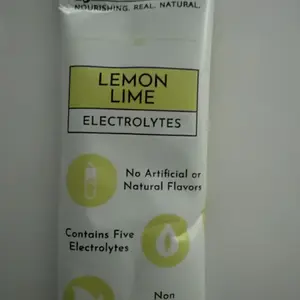 NOURISHING. REAL. NATURAL.
LEMON
LIME
ELECTROLYTES
No Artificial or
Natural Flavors
Contains Five
Electrolytes
Non